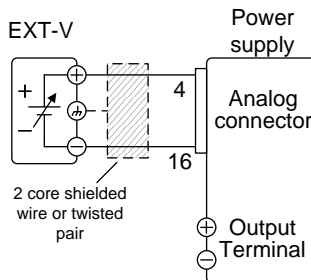 EXT-V
Power
supply
+
−
+
−
4
16
Analog
connector
2 core shielded
wire or twisted
pair
+
−
Output
Terminal